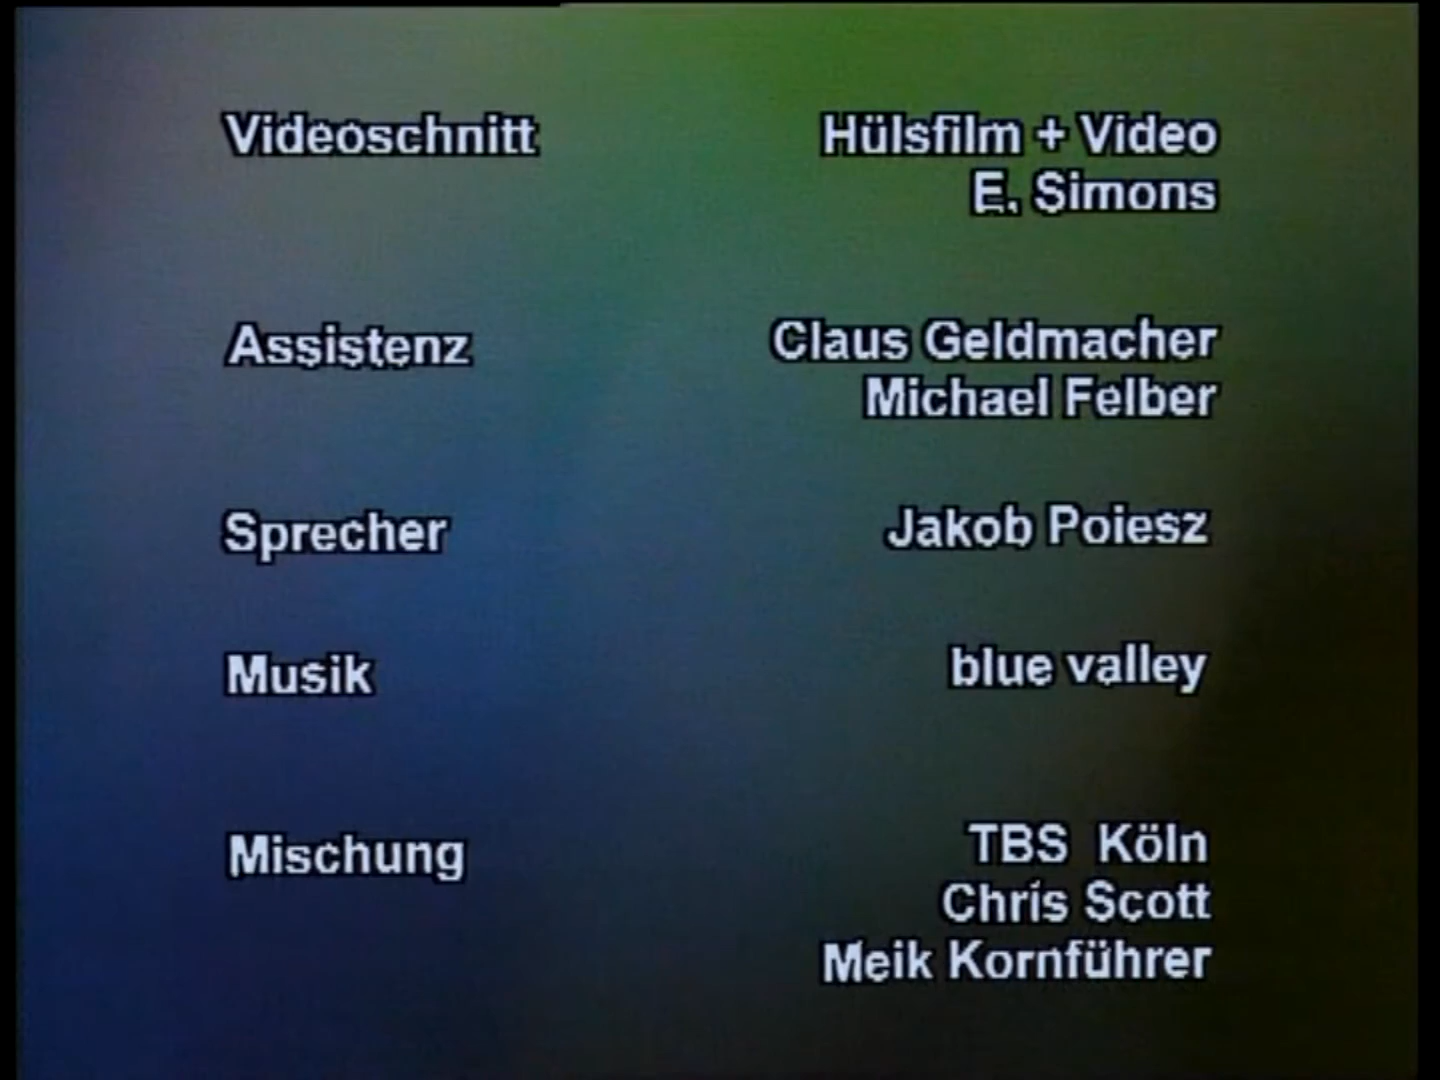 Videoschnitt Hülsfilm + Video
E. Simons
Assistenz Claus Geldmacher
Michael Felber
Sprecher Jakob Poiesz
Musik blue valley
Mischung TBS Köln
Chris Scott
Meik Kornführer